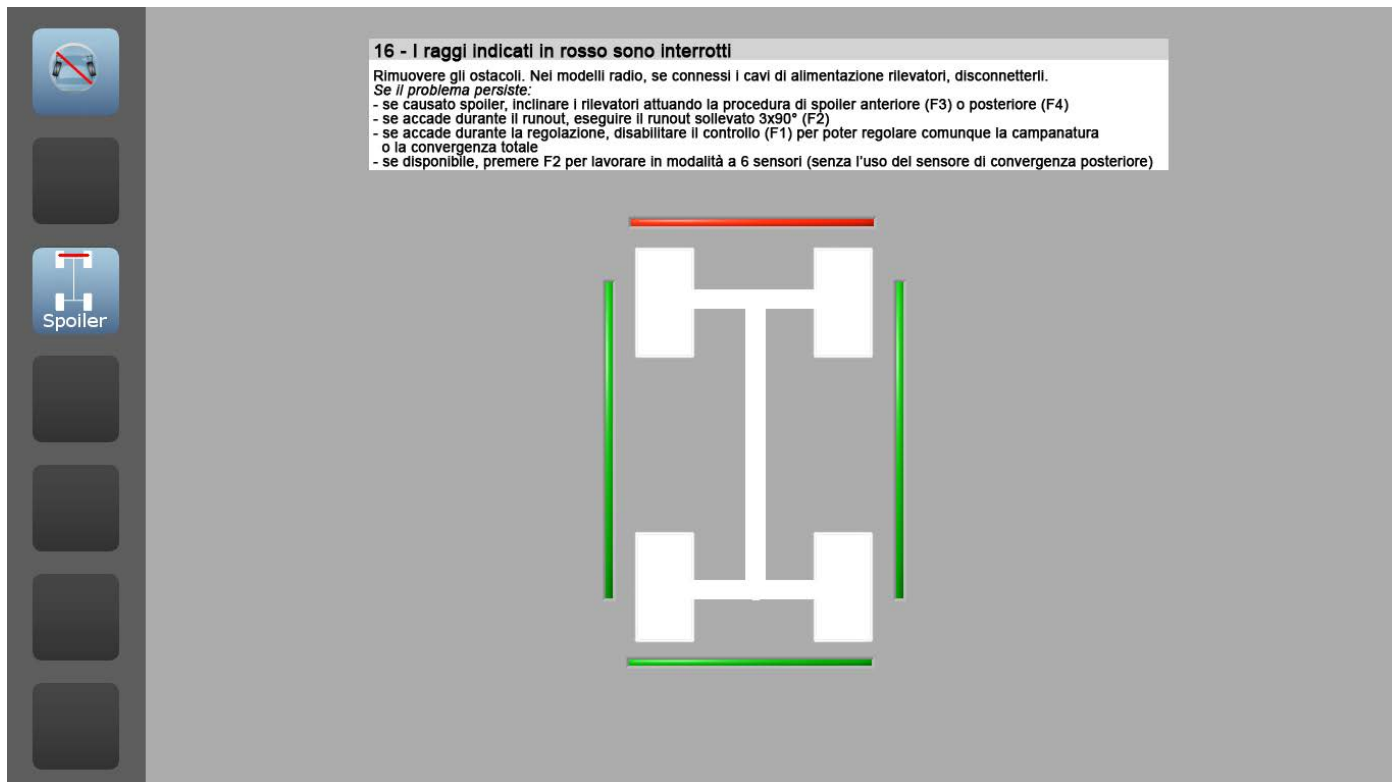 16 - I raggi indicati in rosso sono interrotti
Rimuovere gli ostacoli. Nei modelli radio, se connessi i cavi di alimentazione rilevatori, disconnetterli.
Se il problema persiste:
- se causato spoiler, inclinare i rilevatori attuando la procedura di spoiler anteriore (F3) o posteriore (F4)
- se accade durante il runout, eseguire il runout sollevato 3x90° (F2)
- se accade durante la regolazione, disabilitare il controllo (F1) per poter regolare comunque la campanatura
o la convergenza totale
- se disponibile, premere F2 per lavorare in modalità a 6 sensori (senza l'uso del sensore di convergenza posteriore)
Spoiler